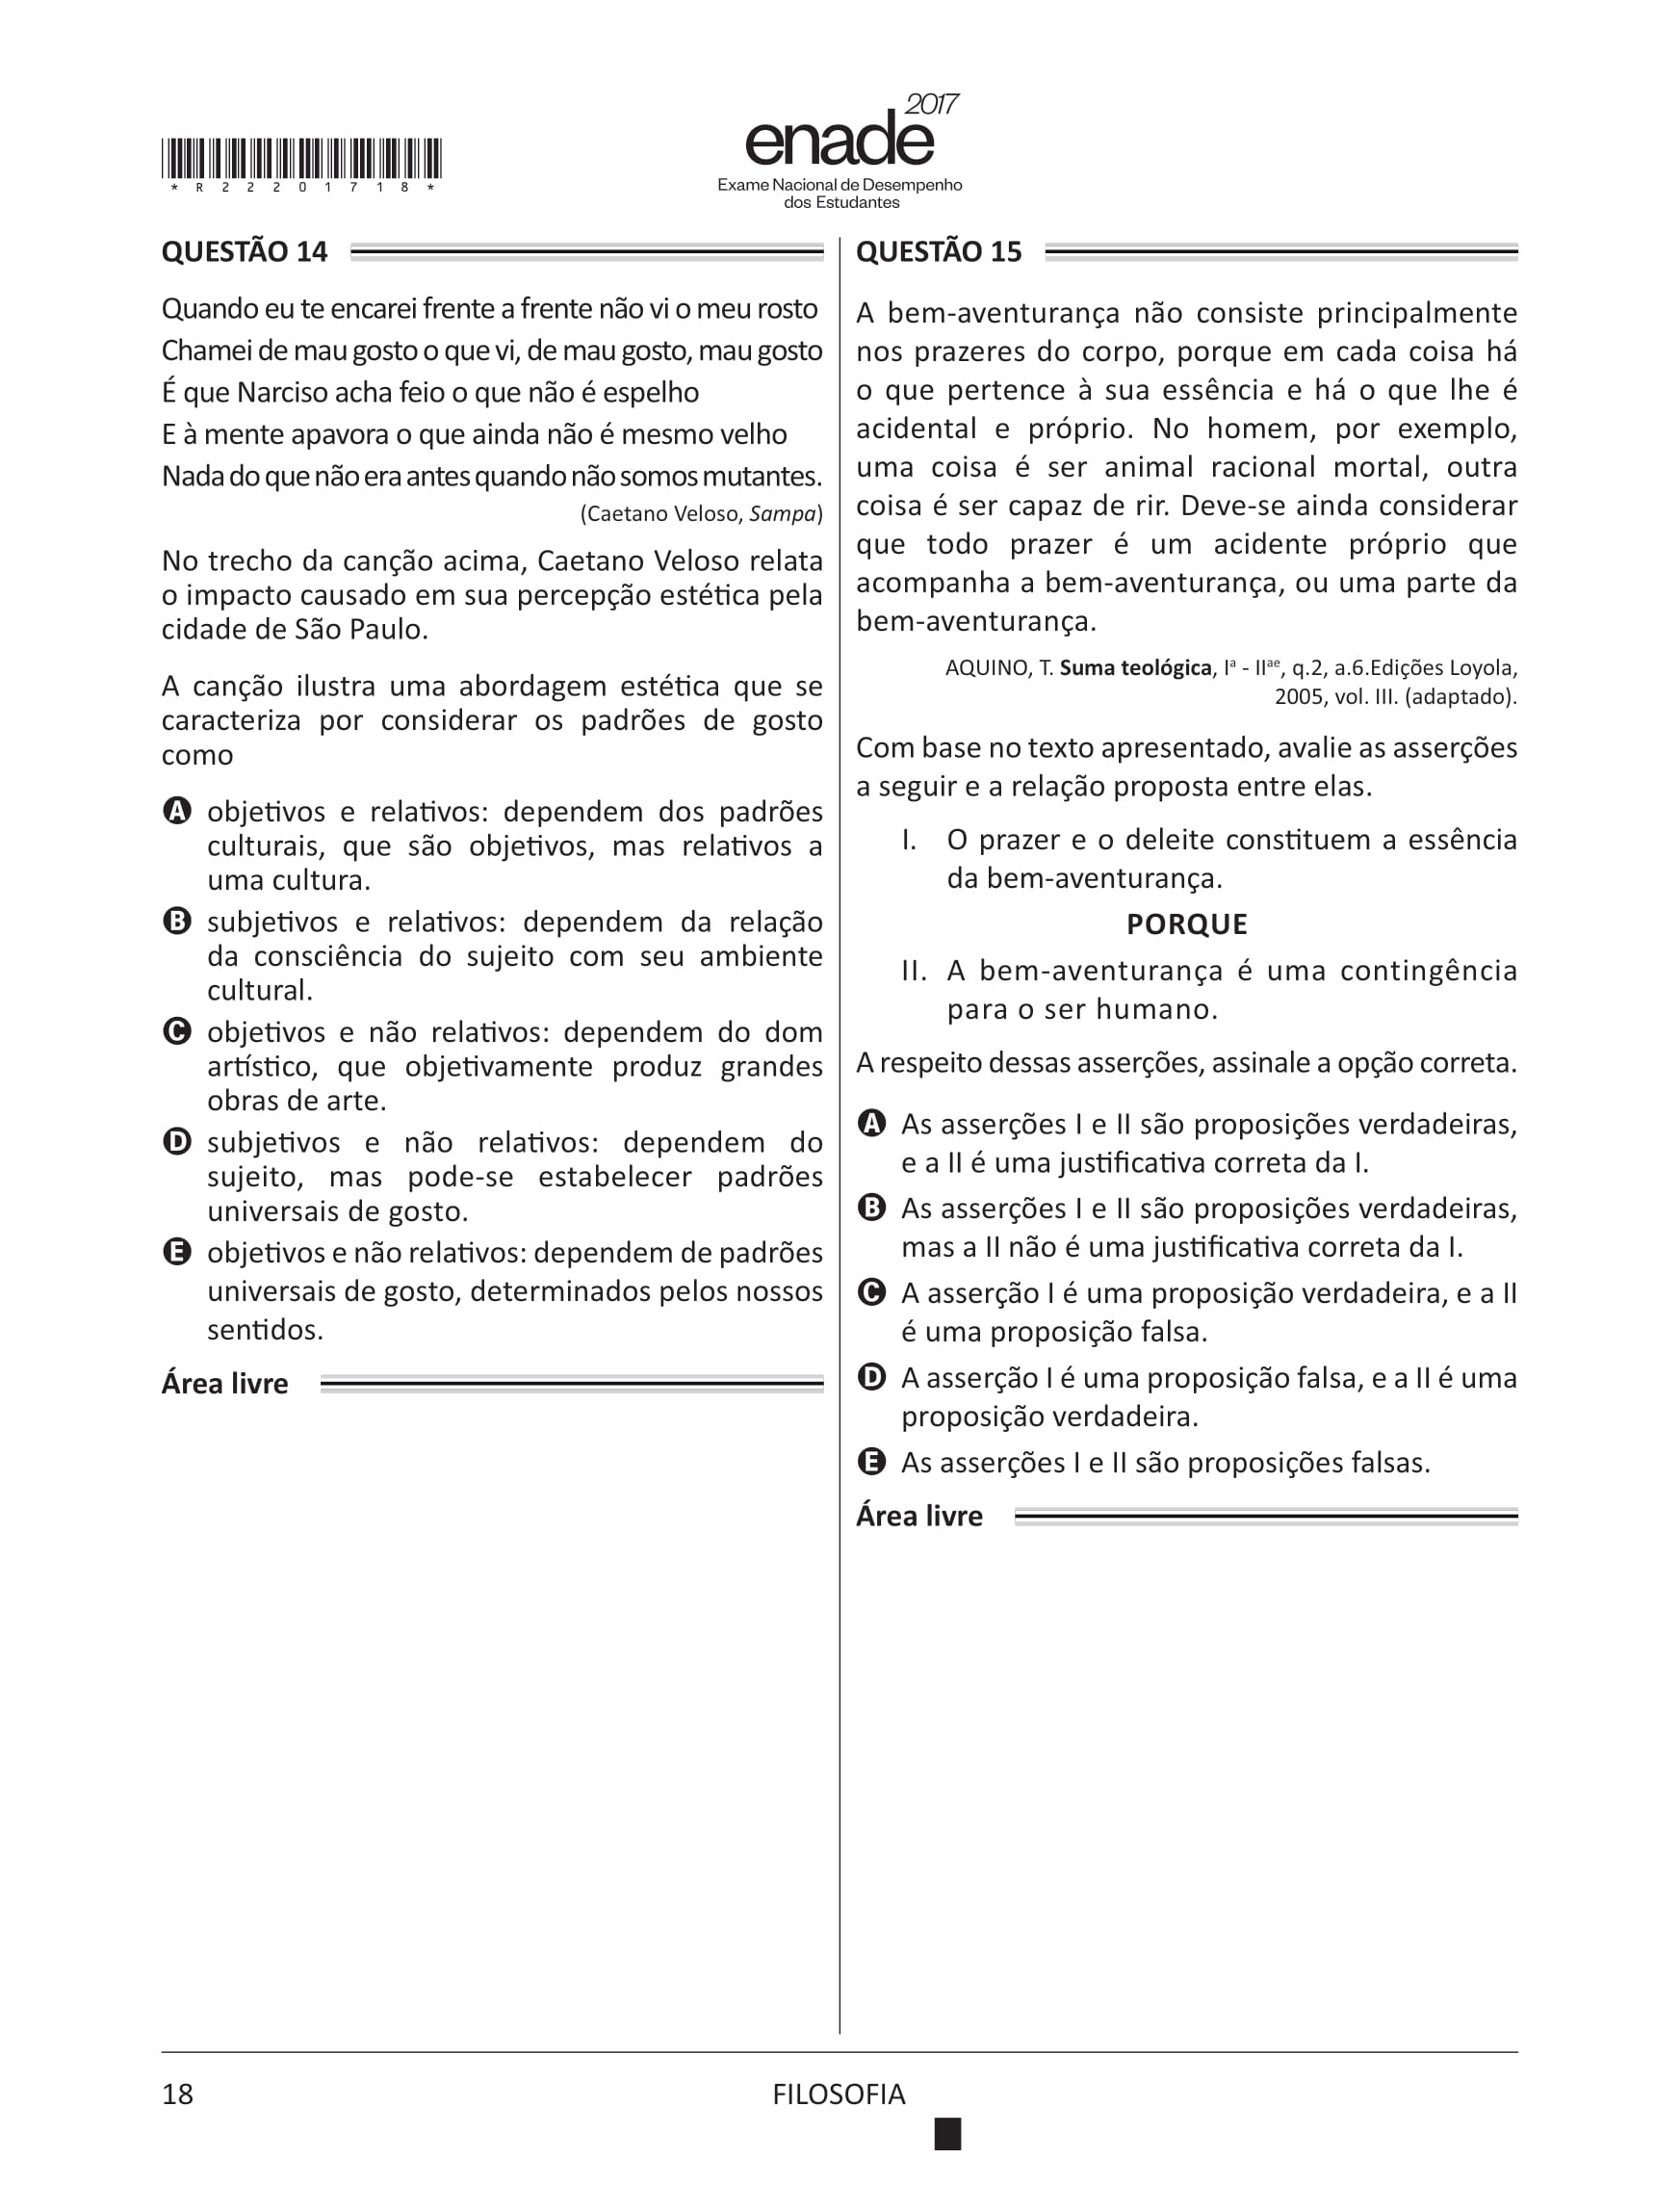 *R2220171 8*
enade 2017
Exame Nacional de Desempenho
dos Estudantes
QUESTÃO 14
Quando eu te encarei frente a frente não vi o meu rosto
Chamei de mau gosto o que vi, de mau gosto, mau gosto
É que Narciso acha feio o que não é espelho
E à mente apavora o que ainda não é mesmo velho
Nada do que não era antes quando não somos mutantes.
(Caetano Veloso, Sampa)
No trecho da canção acima, Caetano Veloso relata
o impacto causado em sua percepção estética pela
cidade de São Paulo.
A canção ilustra uma abordagem estética que se
caracteriza por considerar os padrões de gosto
como
A objetivos e relativos: dependem dos padrões
culturais, que são objetivos, mas relativos a
uma cultura.
B subjetivos e relativos: dependem da relação
da consciência do sujeito com seu ambiente
cultural.
C objetivos e não relativos: dependem do dom
artístico, que objetivamente produz grandes
obras de arte.
D subjetivos e não relativos: dependem do
sujeito, mas pode-se estabelecer padrões
universais de gosto.
E objetivos e não relativos: dependem de padrões
universais de gosto, determinados pelos nossos
sentidos.
Área livre
QUESTÃO 15
A bem-aventurança não consiste principalmente
nos prazeres do corpo, porque em cada coisa há
o que pertence à sua essência e há o que lhe é
acidental e próprio. No homem, por exemplo,
uma coisa é ser animal racional mortal, outra
coisa é ser capaz de rir. Deve-se ainda considerar
que todo prazer é um acidente próprio que
acompanha a bem-aventurança, ou uma parte da
bem-aventurança.
AQUINO, T. Suma teológica, Iª - IIªᵉ, q.2, a.6.Edições Loyola,
2005, vol. III. (adaptado).
Com base no texto apresentado, avalie as asserções
a seguir e a relação proposta entre elas.
I. O prazer e o deleite constituem a essência
da bem-aventurança.
PORQUE
II. A bem-aventurança é uma contingência
para o ser humano.
A respeito dessas asserções, assinale a opção correta.
A As asserções I e II são proposições verdadeiras,
e a II é uma justificativa correta da I.
B As asserções I e II são proposições verdadeiras,
mas a II não é uma justificativa correta da I.
C A asserção I é uma proposição verdadeira, e a II
é uma proposição falsa.
D A asserção I é uma proposição falsa, e a II é uma
proposição verdadeira.
E As asserções I e II são proposições falsas.
Área livre
18
FILOSOFIA